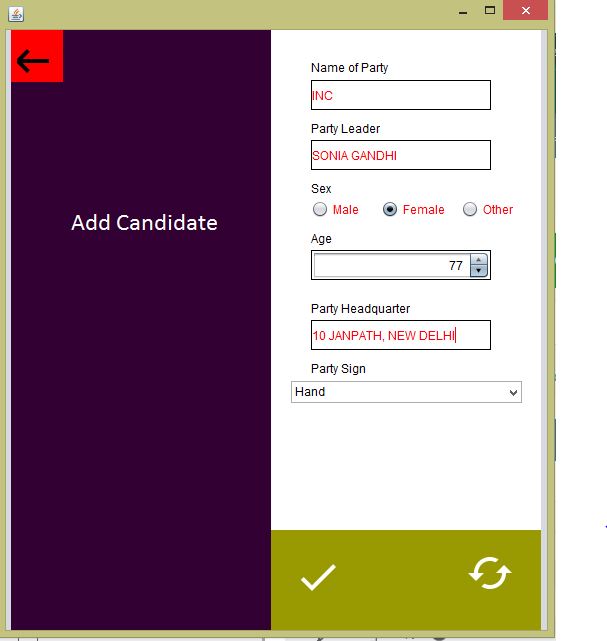 Add Candidate
Name of Party
INC
Party Leader
SONIA GANDHI
Sex
Male Female Other
Age
77
Party Headquarter
10 JANPATH, NEW DELHI
Party Sign
Hand